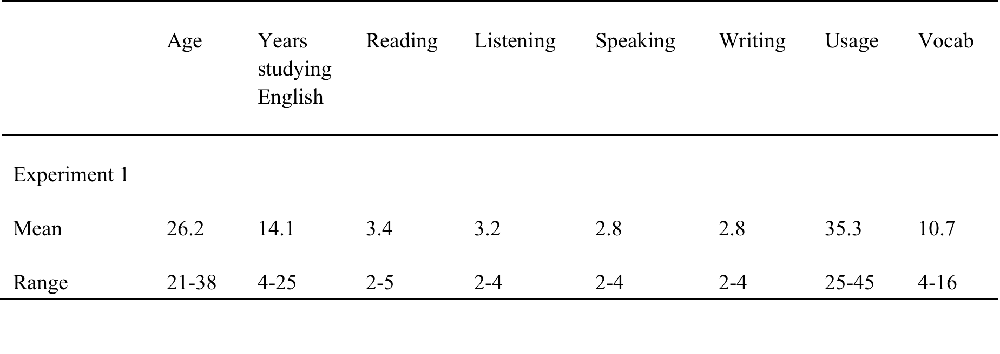 Age Years Reading Listening Speaking Writing Usage Vocab
studying
English
Experiment 1
Mean 26.2 14.1 3.4 3.2 2.8 2.8 35.3 10.7
Range 21-38 4-25 2-5 2-4 2-4 2-4 25-45 4-16